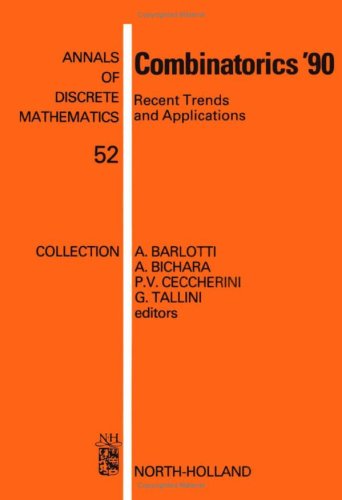 ANNALS
OF
DISCRETE
MATHEMATICS
52
Combinatorics '90
Recent Trends
and Applications
COLLECTION
A. BARLOTTI
A. BICHARA
P.V. CECCHERINI
G. TALLINI
editors
NH
NORTH-HOLLAND